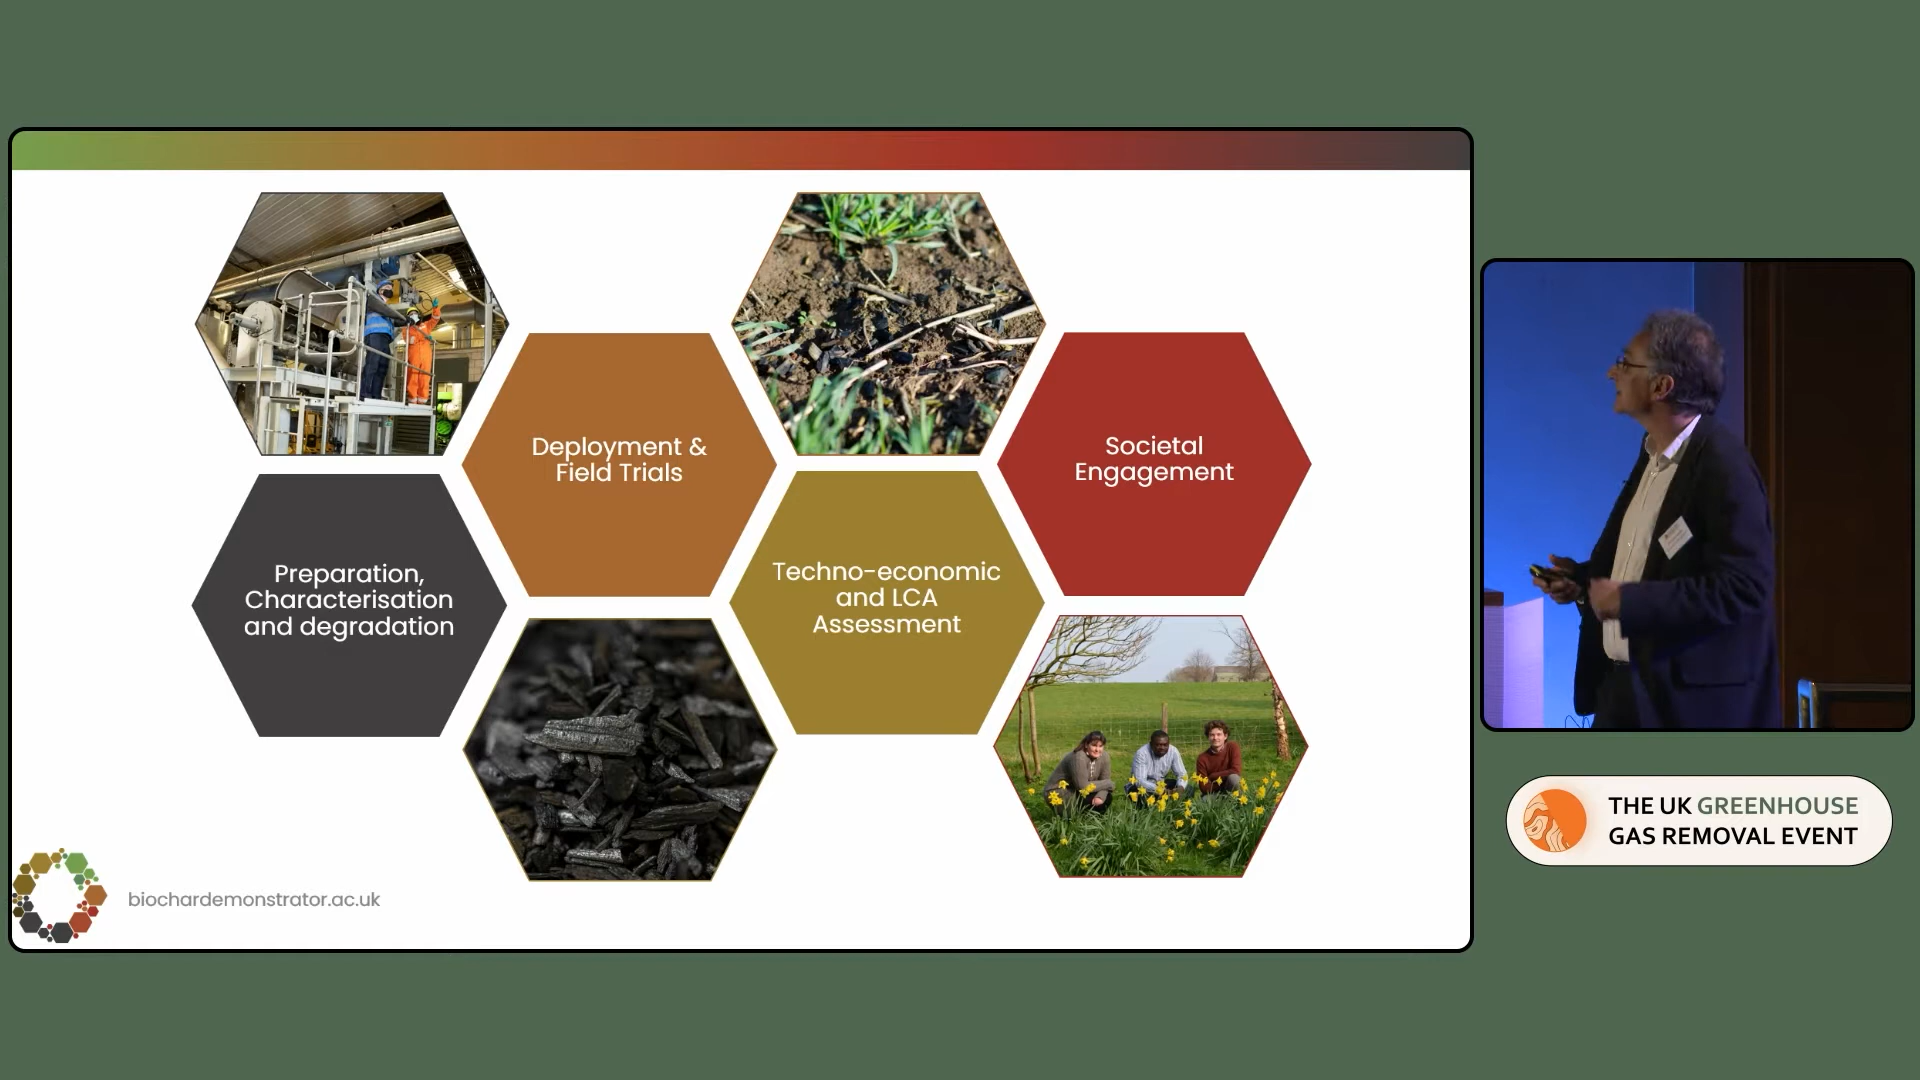 Deployment &
Field Trials
Societal
Engagement
Preparation,
Characterisation
and degradation
Techno-economic
and LCA
Assessment
biochardemonstrator.ac.uk
THE UK GREENHOUSE
GAS REMOVAL EVENT